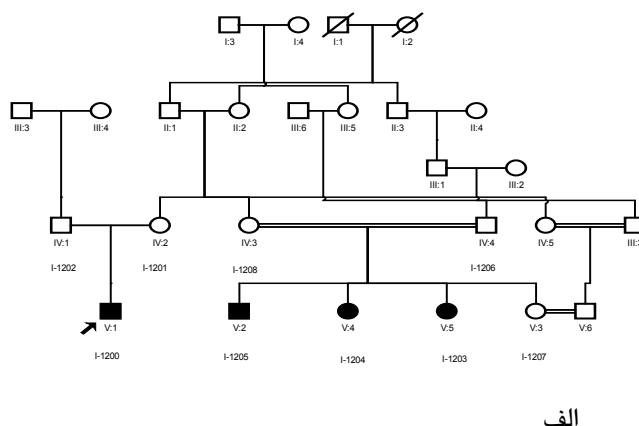 I:3 I:4 I:1 I:2
III:3 III:4 II:1 II:2 III:6 III:5 II:3 II:4
III:1 III:2
IV:1 IV:2 IV:3 IV:4 IV:5
I-1202 I-1201 I-1208 I-1206
V:1 V:2 V:4 V:5 V:3 V:6
I-1200 I-1205 I-1204 I-1203 I-1207
الف